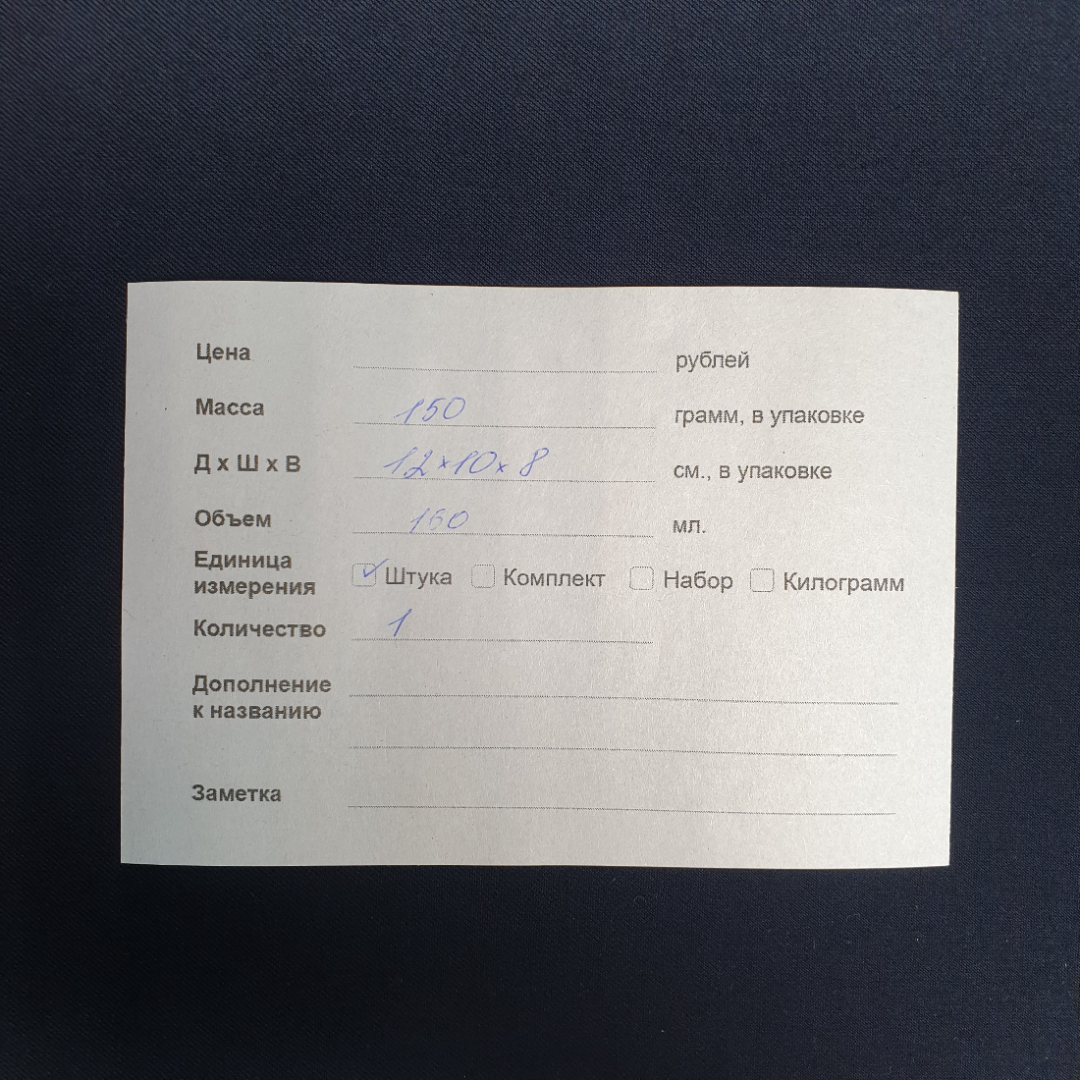 Цена рублей
Масса 150 грамм, в упаковке
Д х Ш х В 12×10×8 см., в упаковке
Объем 160 мл.
Единица
измерения Штука Комплект Набор Килограмм
Количество 1
Дополнение
к названию
Заметка